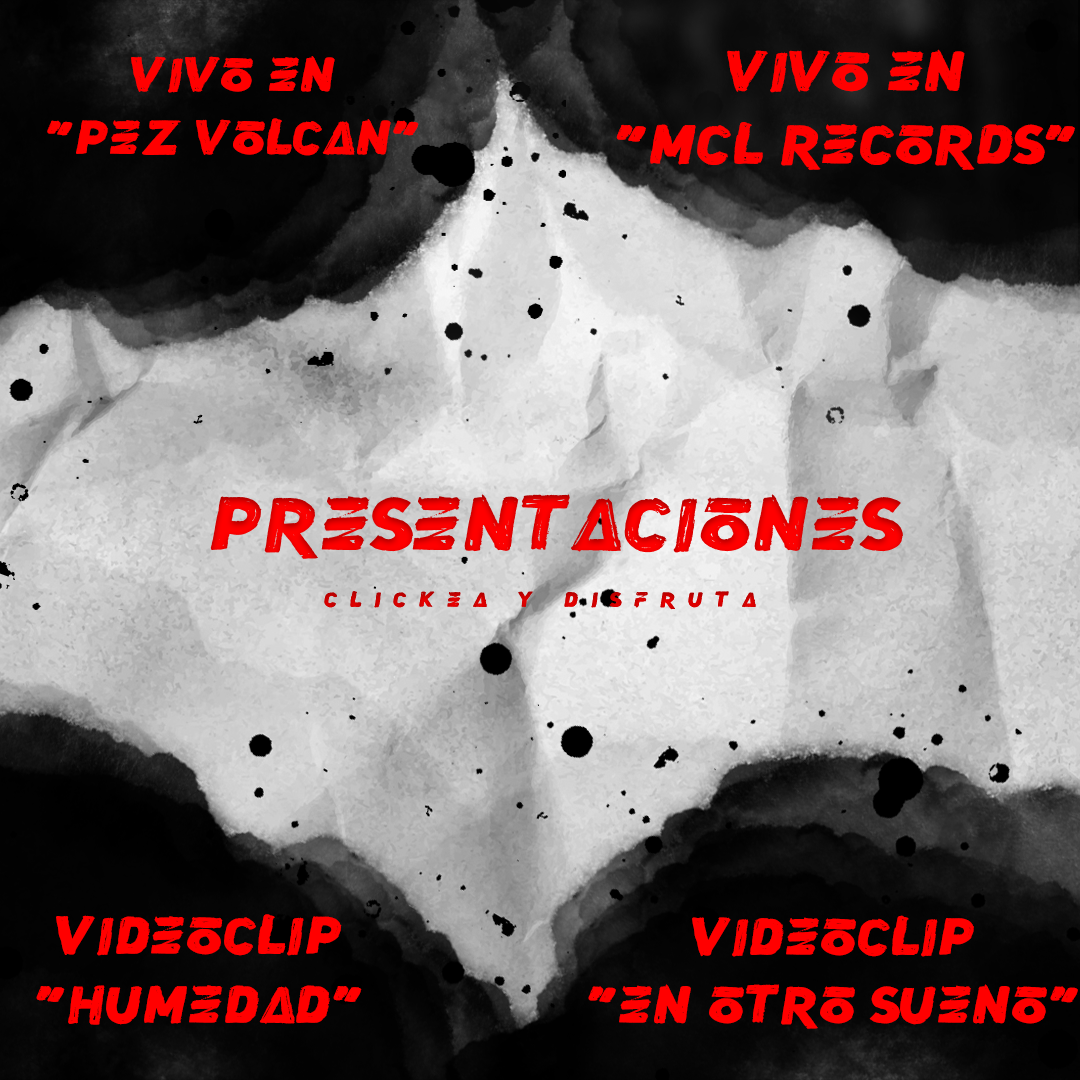 VIVO EN
"PEZ VOLCAN"
VIVO EN
"MCL RECORDS"
PRESENTACIONES
CLICKEA Y DISFRUTA
VIDEOCLIP
"HUMEDAD"
VIDEOCLIP
"EN OTRO SUENO"